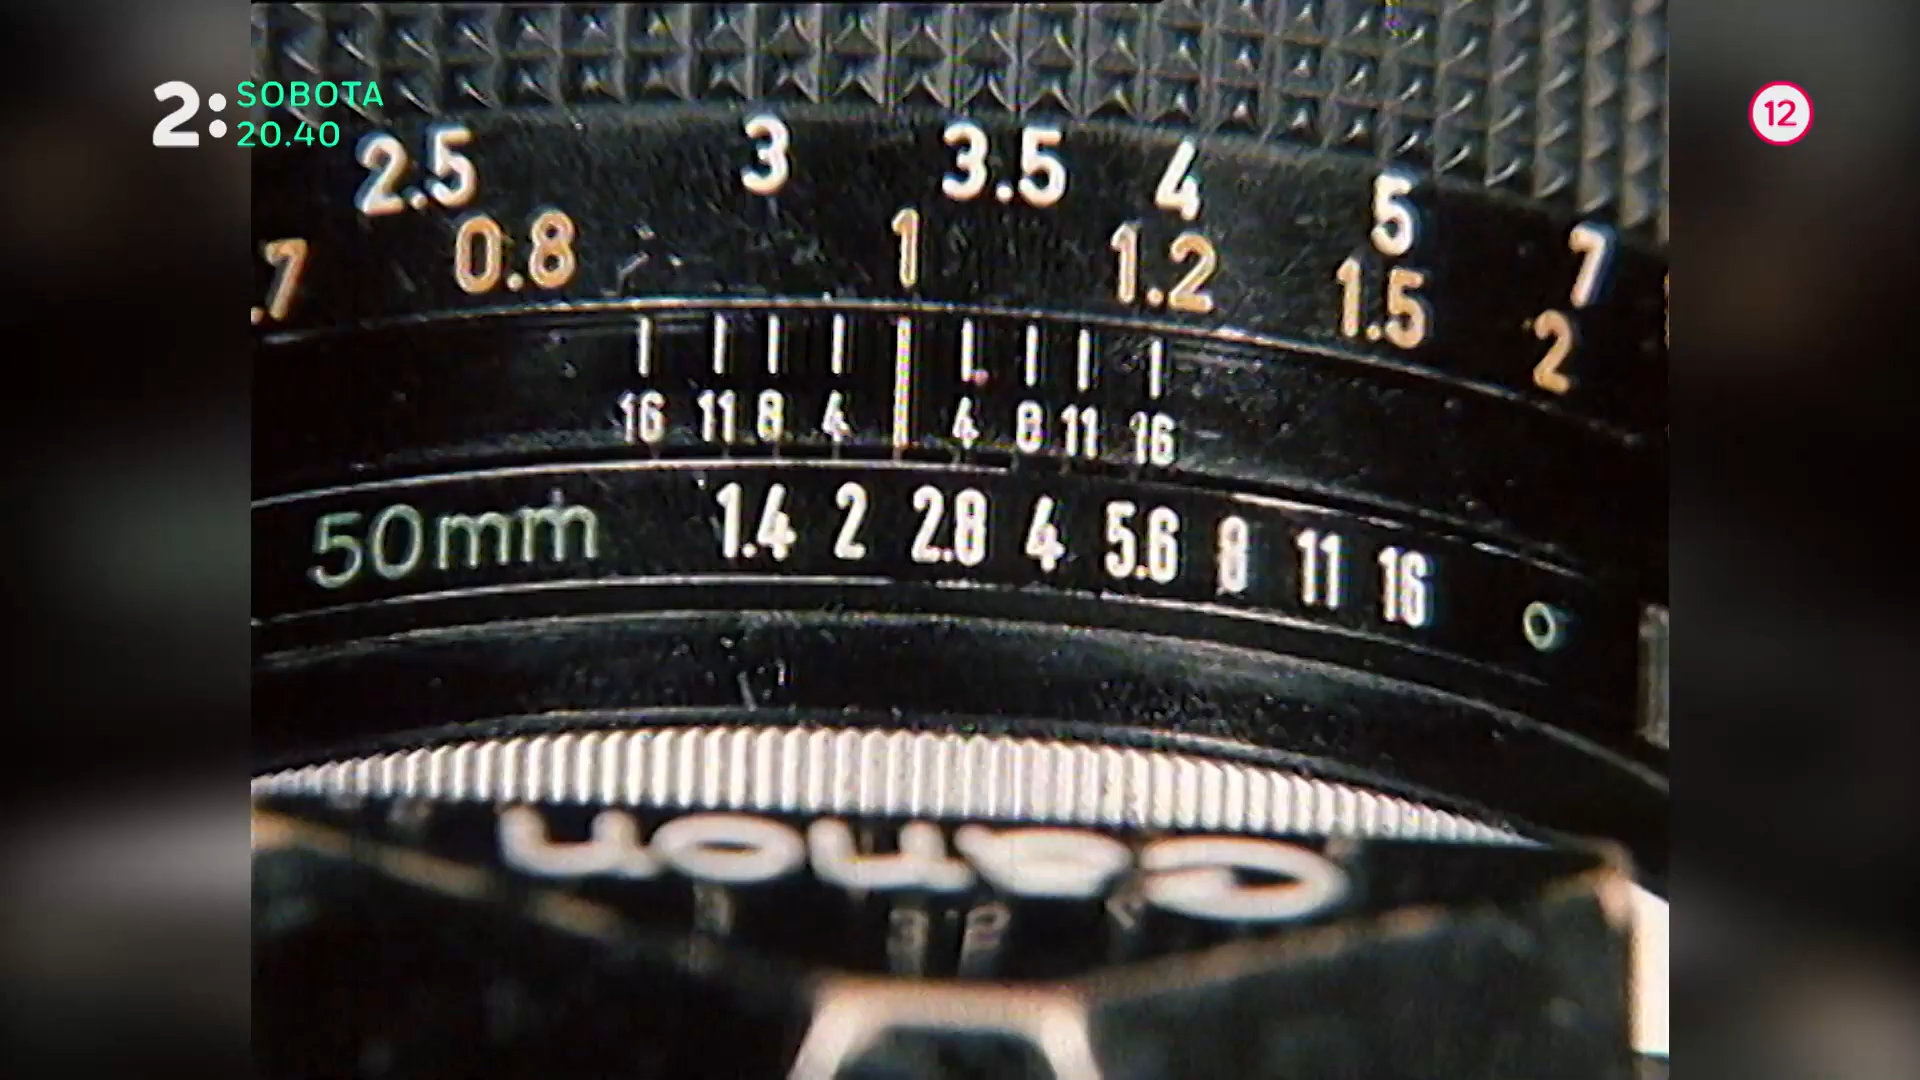 2: SOBOTA
20.40
12
2.5 3 3.5 4 5 7
.7 0.8 1 1.2 1.5 2
16 11 8 4 4 8 11 16
50mm 1.4 2 2.8 4 5.6 8 11 16 o
Canon